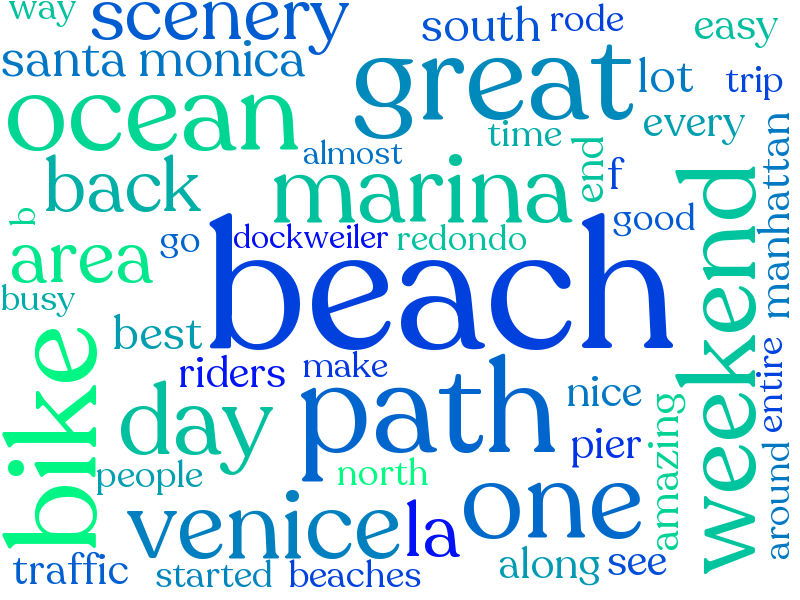 way
scenery
south
rode
easy
santa monica
great
lot
trip
ocean
time
every
almost
end
f
manhattan
back
marina
good
b
area
go
dockweiler
redondo
beach
weekend
busy
bike
best
riders
make
day
path
nice
entire
pier
amazing
people
north
around
venice
la
one
traffic
started
beaches
along
see